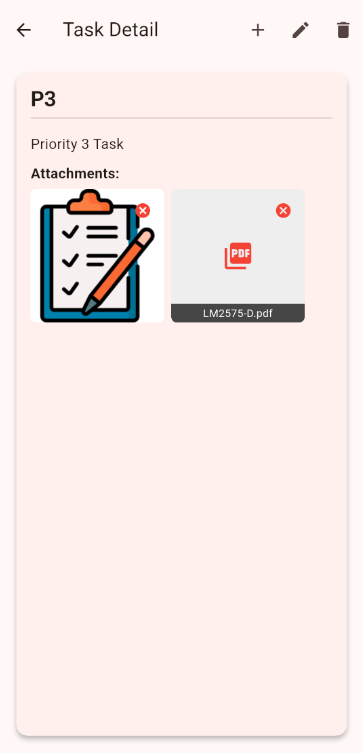 Task Detail
P3
Priority 3 Task
Attachments:
PDF
LM2575-D.pdf